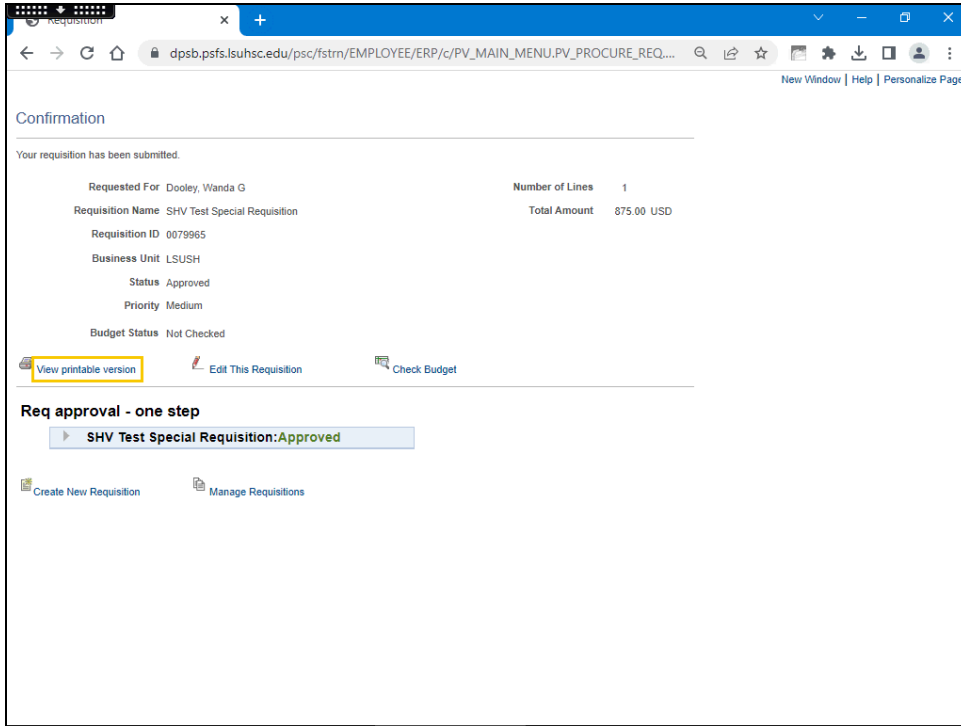 Requisition
dpsb.psfs.lsuhsc.edu/psc/fstrn/EMPLOYEE/ERP/c/PV_MAIN_MENU.PV_PROCURE_REQ....
New Window | Help | Personalize Page
Confirmation
Your requisition has been submitted.
Requested For Dooley, Wanda G Number of Lines 1
Requisition Name SHV Test Special Requisition Total Amount 875.00 USD
Requisition ID 0079965
Business Unit LSUSH
Status Approved
Priority Medium
Budget Status Not Checked
View printable version Edit This Requisition Check Budget
Req approval - one step
SHV Test Special Requisition:Approved
Create New Requisition Manage Requisitions